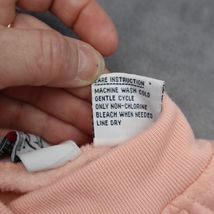 CARE INSTRUCTION
MACHINE WASH COLD
GENTLE CYCLE
ONLY NON-CHLORINE
BLEACH WHEN NEEDED
LINE DRY